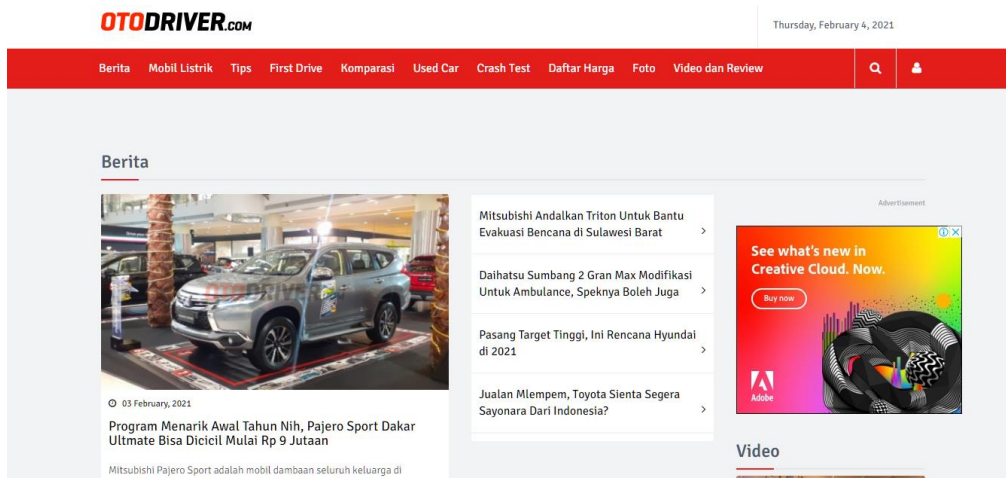 OTODRIVER.COM
Thursday, February 4, 2021
Berita Mobil Listrik Tips First Drive Komparasi Used Car Crash Test Daftar Harga Foto Video dan Review
Berita
OTODRIVER.COM
03 February, 2021
Program Menarik Awal Tahun Nih, Pajero Sport Dakar
Ultmate Bisa Dicicil Mulai Rp 9 Jutaan
Mitsubishi Pajero Sport adalah mobil dambaan seluruh keluarga di
Mitsubishi Andalkan Triton Untuk Bantu
Evakuasi Bencana di Sulawesi Barat
Daihatsu Sumbang 2 Gran Max Modifikasi
Untuk Ambulance, Speknya Boleh Juga
Pasang Target Tinggi, Ini Rencana Hyundai
di 2021
Jualan Mlempem, Toyota Sienta Segera
Sayonara Dari Indonesia?
Advertisement
See what's new in
Creative Cloud. Now.
Buy now
Adobe
Video